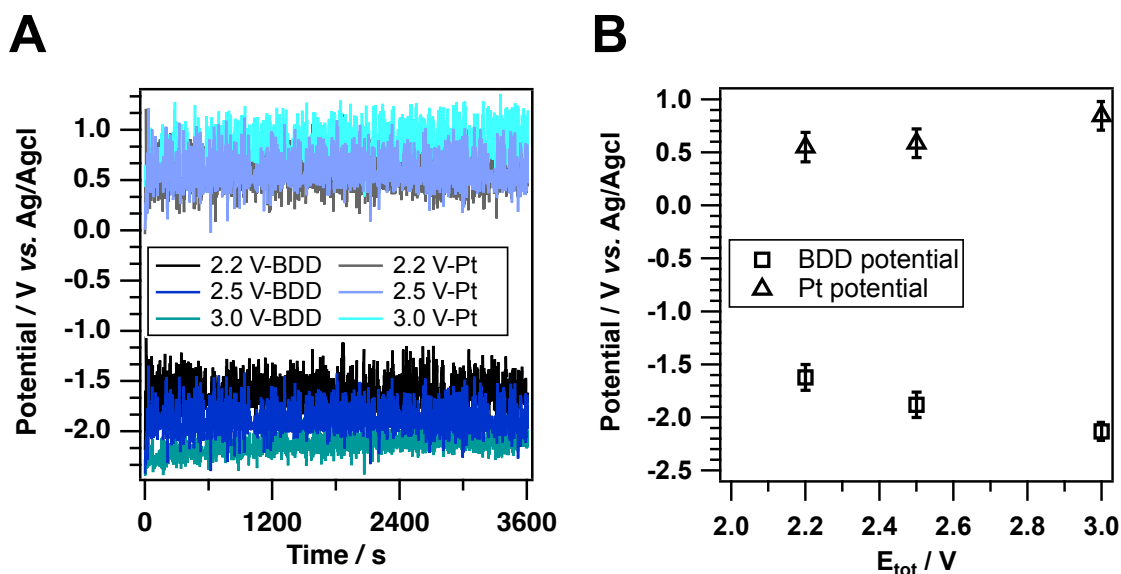 A
B
Potential / V vs. Ag/Agcl
1.0
0.5
0.0
-0.5
-1.0
-1.5
-2.0
2.2 V-BDD
2.2 V-Pt
2.5 V-BDD
2.5 V-Pt
3.0 V-BDD
3.0 V-Pt
0
1200
2400
3600
Time / s
Potential / V vs. Ag/Agcl
1.0
0.5
0.0
-0.5
-1.0
-1.5
-2.0
-2.5
BDD potential
Pt potential
2.0
2.2
2.4
2.6
2.8
3.0
Etot / V